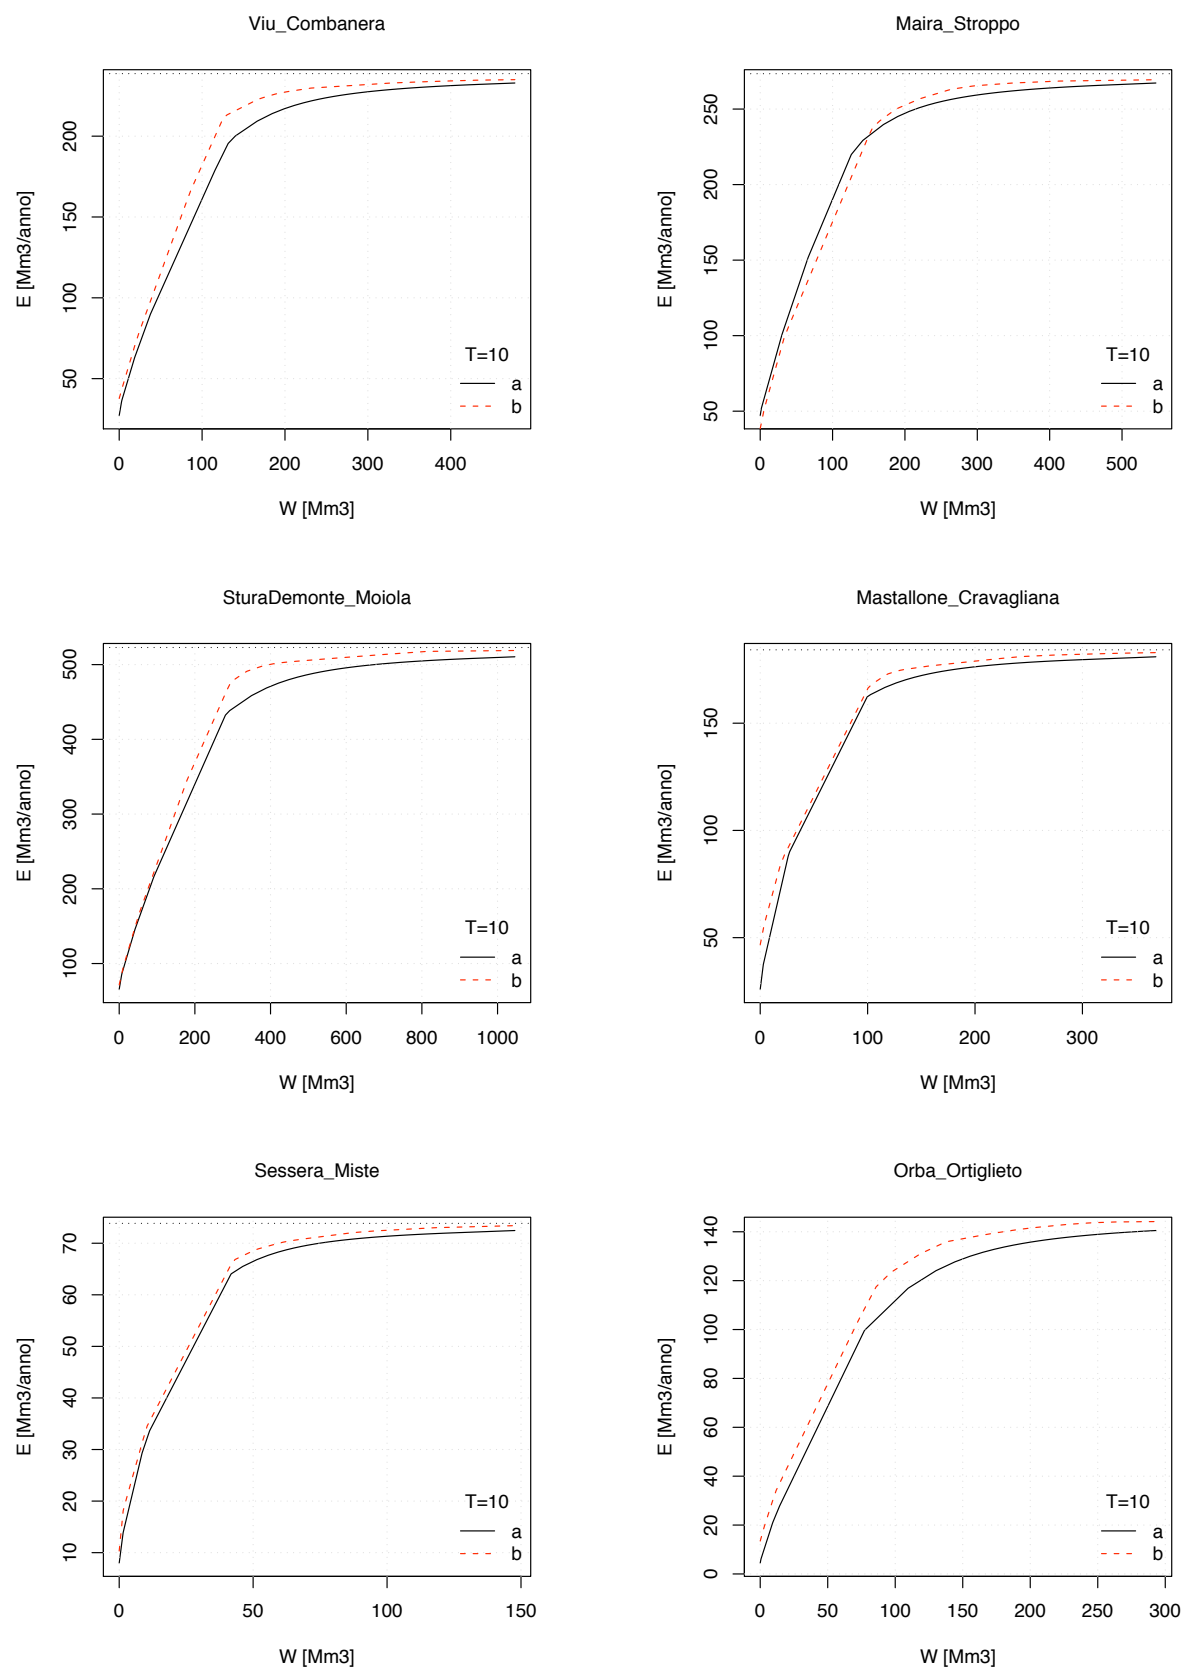 Viu_Combanera
E [Mm3/anno]
200
150
100
50
T=10
a
b
0 100 200 300 400
W [Mm3]
Maira_Stroppo
E [Mm3/anno]
250
200
150
100
50
T=10
a
b
0 100 200 300 400 500
W [Mm3]
SturaDemonte_Moiola
E [Mm3/anno]
500
400
300
200
100
T=10
a
b
0 200 400 600 800 1000
W [Mm3]
Mastallone_Cravagliana
E [Mm3/anno]
150
100
50
T=10
a
b
0 100 200 300
W [Mm3]
Sessera_Miste
E [Mm3/anno]
70
60
50
40
30
20
10
T=10
a
b
0 50 100 150
W [Mm3]
Orba_Ortiglieto
E [Mm3/anno]
140
120
100
80
60
40
20
0
T=10
a
b
0 50 100 150 200 250 300
W [Mm3]